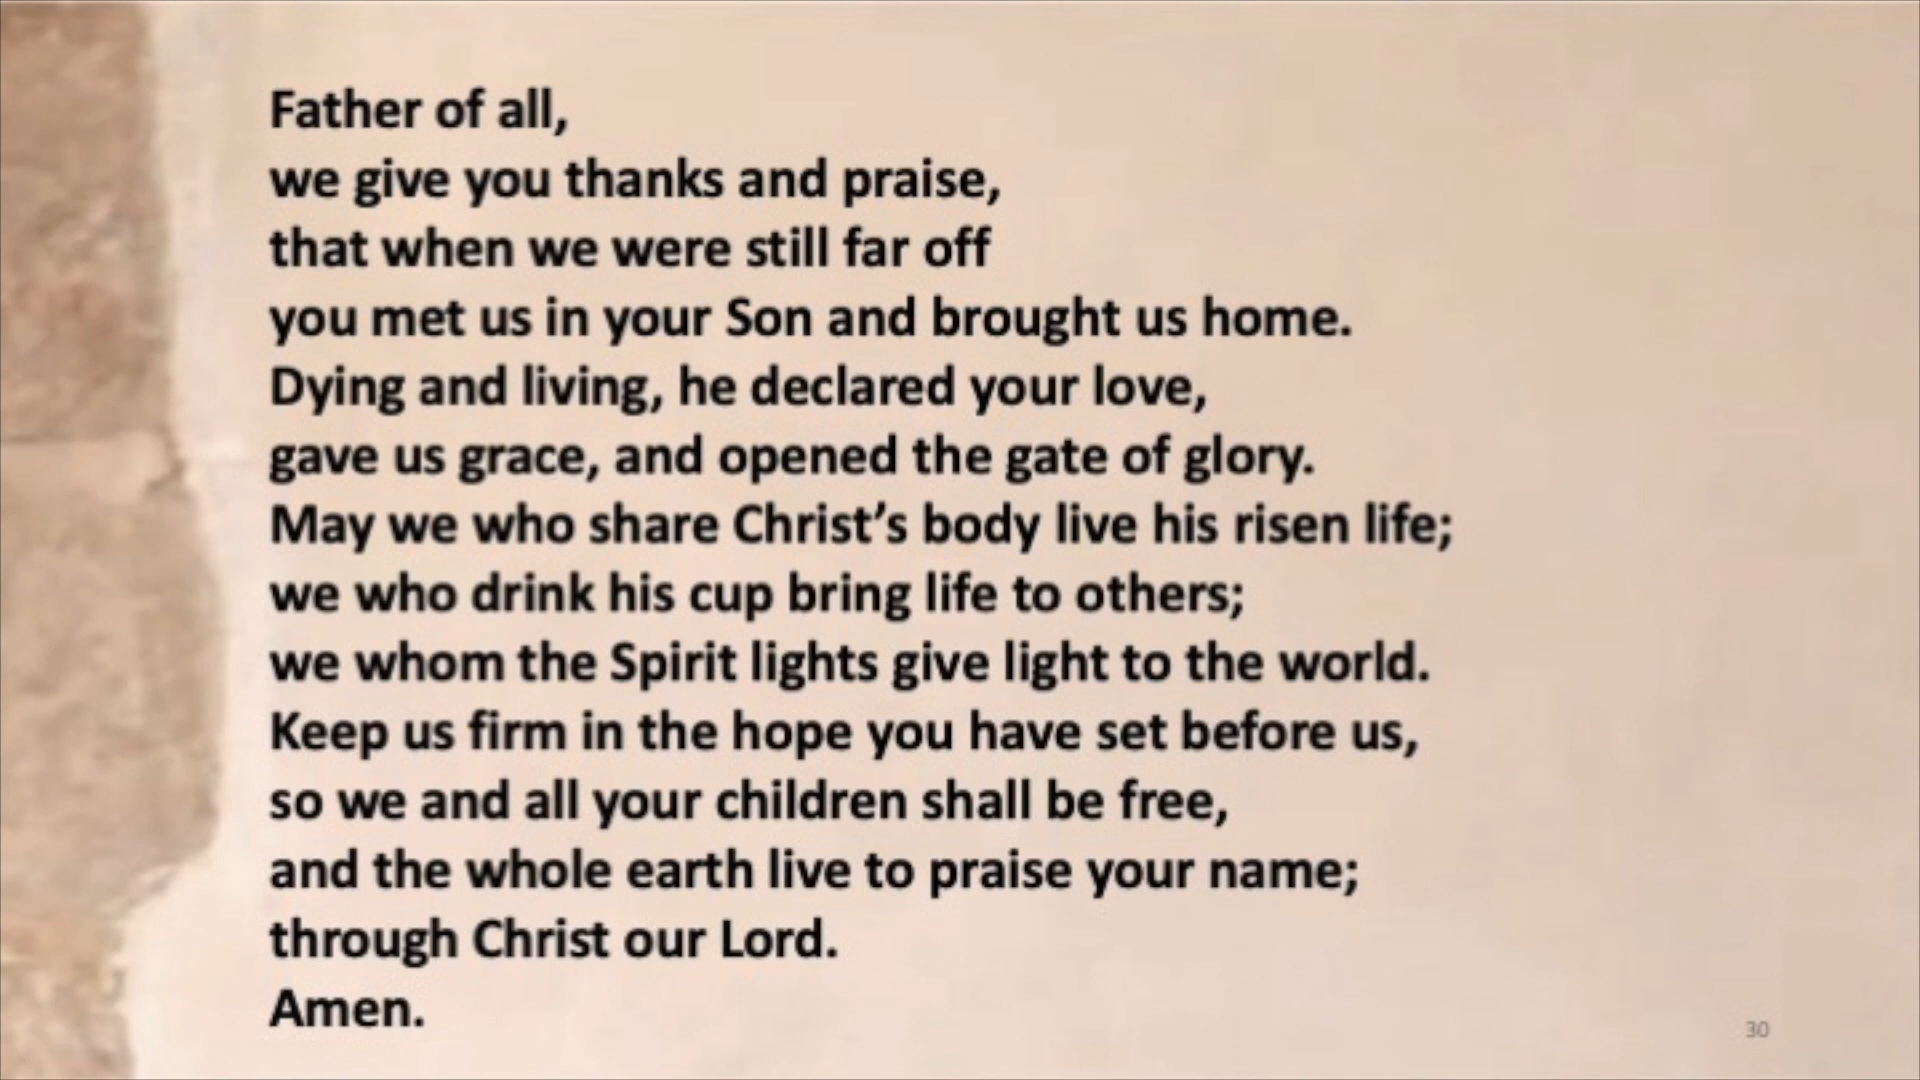 Father of all,
we give you thanks and praise,
that when we were still far off
you met us in your Son and brought us home.
Dying and living, he declared your love,
gave us grace, and opened the gate of glory.
May we who share Christ’s body live his risen life;
we who drink his cup bring life to others;
we whom the Spirit lights give light to the world.
Keep us firm in the hope you have set before us,
so we and all your children shall be free,
and the whole earth live to praise your name;
through Christ our Lord.
Amen.
30